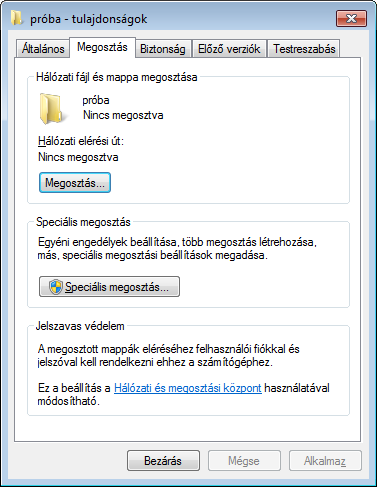 próba - tulajdonságok
Általános Megosztás Biztonság Előző verziók Testreszabás
Hálózati fájl és mappa megosztása
próba
Nincs megosztva
Hálózati elérési út:
Nincs megosztva
Megosztás...
Speciális megosztás
Egyéni engedélyek beállítása, több megosztás létrehozása,
más, speciális megosztási beállítások megadása.
Speciális megosztás...
Jelszavas védelem
A megosztott mappák eléréséhez felhasználói fiókkal és
jelszóval kell rendelkezni ehhez a számítógéphez.
Ez a beállítás a Hálózati és megosztási központ használatával
módosítható.
Bezárás Mégse Alkalmaz